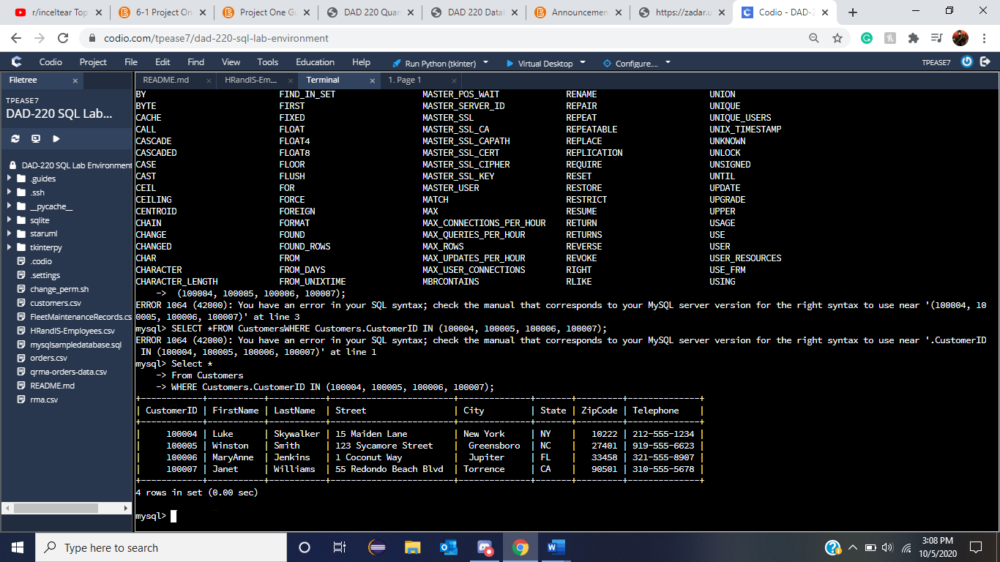 r/inceltear Top
6-1 Project On
Project One Gu
DAD 220 Quan
DAD 220 Datab
Announcemen
https://zadar.u
Codio - DAD-2
codio.com/tpease7/dad-220-sql-lab-environment
Codio Project File Edit Find View Tools Education Help Run Python (tkinter) Virtual Desktop Configure.... TPEASE7
Filetree
README.md HRandIS-Em... Terminal 1. Page 1
TPEASE7
DAD-220 SQL Lab...
DAD-220 SQL Lab Environment
.guides
.ssh
__pycache__
sqlite
staruml
tkinterpy
.codio
.settings
change_perm.sh
customers.csv
FleetMaintenanceRecords.cs
HRandIS-Employees.csv
mysqlsampledatabase.sql
orders.csv
qrma-orders-data.csv
README.md
rma.csv
BY FIND_IN_SET MASTER_POS_WAIT RENAME UNION
BYTE FIRST MASTER_SERVER_ID REPAIR UNIQUE
CACHE FIXED MASTER_SSL REPEAT UNIQUE_USERS
CALL FLOAT MASTER_SSL_CA REPEATABLE UNIX_TIMESTAMP
CASCADE FLOAT4 MASTER_SSL_CAPATH REPLACE UNKNOWN
CASCADED FLOAT8 MASTER_SSL_CERT REPLICATION UNLOCK
CASE FLOOR MASTER_SSL_CIPHER REQUIRE UNSIGNED
CAST FLUSH MASTER_SSL_KEY RESET UNTIL
CEIL FOR MASTER_USER RESTORE UPDATE
CEILING FORCE MATCH RESTRICT UPGRADE
CENTROID FOREIGN MAX RESUME UPPER
CHAIN FORMAT MAX_CONNECTIONS_PER_HOUR RETURN USAGE
CHANGE FOUND MAX_QUERIES_PER_HOUR RETURNS USE
CHANGED FOUND_ROWS MAX_ROWS REVERSE USER
CHAR FROM MAX_UPDATES_PER_HOUR REVOKE USER_RESOURCES
CHARACTER FROM_DAYS MAX_USER_CONNECTIONS RIGHT USE_FRM
CHARACTER_LENGTH FROM_UNIXTIME MBRCONTAINS RLIKE USING
-> (100004, 100005, 100006, 100007);
ERROR 1064 (42000): You have an error in your SQL syntax; check the manual that corresponds to your MySQL server version for the right syntax to use near '(100004, 10
0005, 100006, 100007)' at line 3
mysql> SELECT *FROM CustomersWHERE Customers.CustomerID IN (100004, 100005, 100006, 100007);
ERROR 1064 (42000): You have an error in your SQL syntax; check the manual that corresponds to your MySQL server version for the right syntax to use near '.CustomerID
IN (100004, 100005, 100006, 100007)' at line 1
mysql> Select *
-> From Customers
-> WHERE Customers.CustomerID IN (100004, 100005, 100006, 100007);
| CustomerID | FirstName | LastName | Street | City | State | ZipCode | Telephone |
| 100004 | Luke | Skywalker | 15 Maiden Lane | New York | NY | 10222 | 212-555-1234 |
| 100005 | Winston | Smith | 123 Sycamore Street | Greensboro | NC | 27401 | 919-555-6623 |
| 100006 | MaryAnne | Jenkins | 1 Coconut Way | Jupiter | FL | 33458 | 321-555-8907 |
| 100007 | Janet | Williams | 55 Redondo Beach Blvd | Torrence | CA | 90501 | 310-555-5678 |
4 rows in set (0.00 sec)
mysql>
Type here to search
3:08 PM
10/5/2020